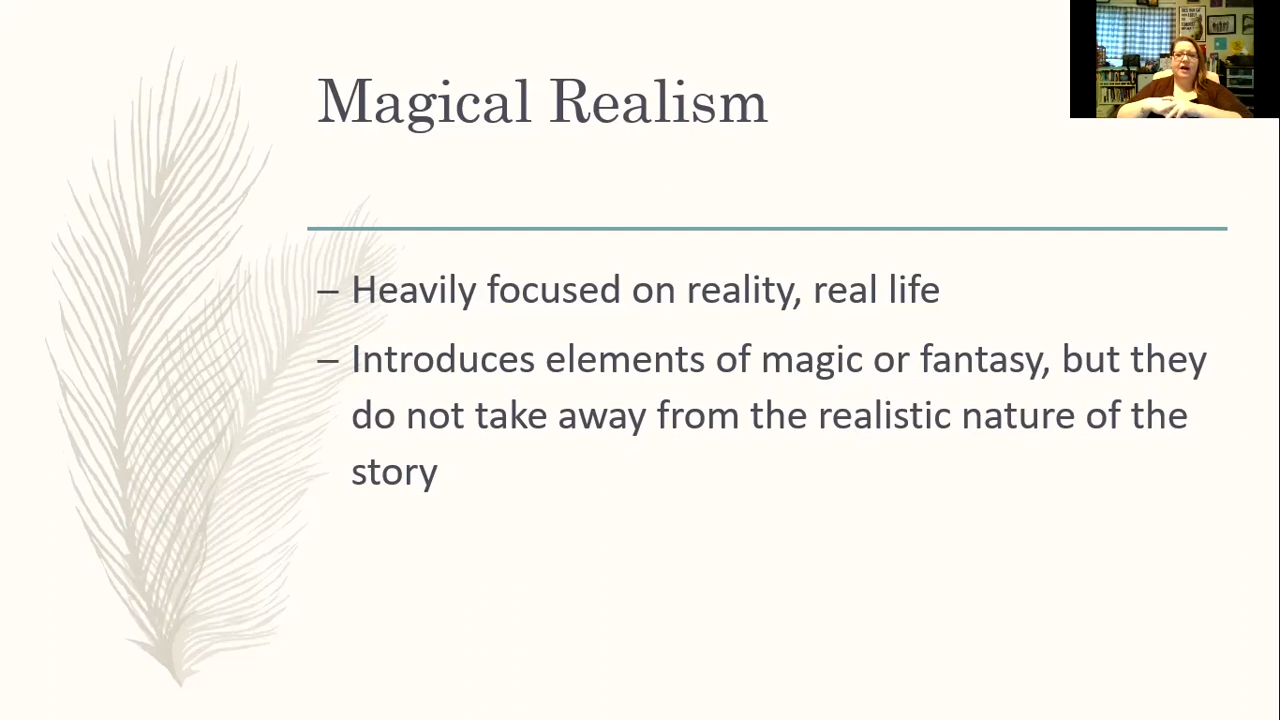 Magical Realism
– Heavily focused on reality, real life
– Introduces elements of magic or fantasy, but they
do not take away from the realistic nature of the
story